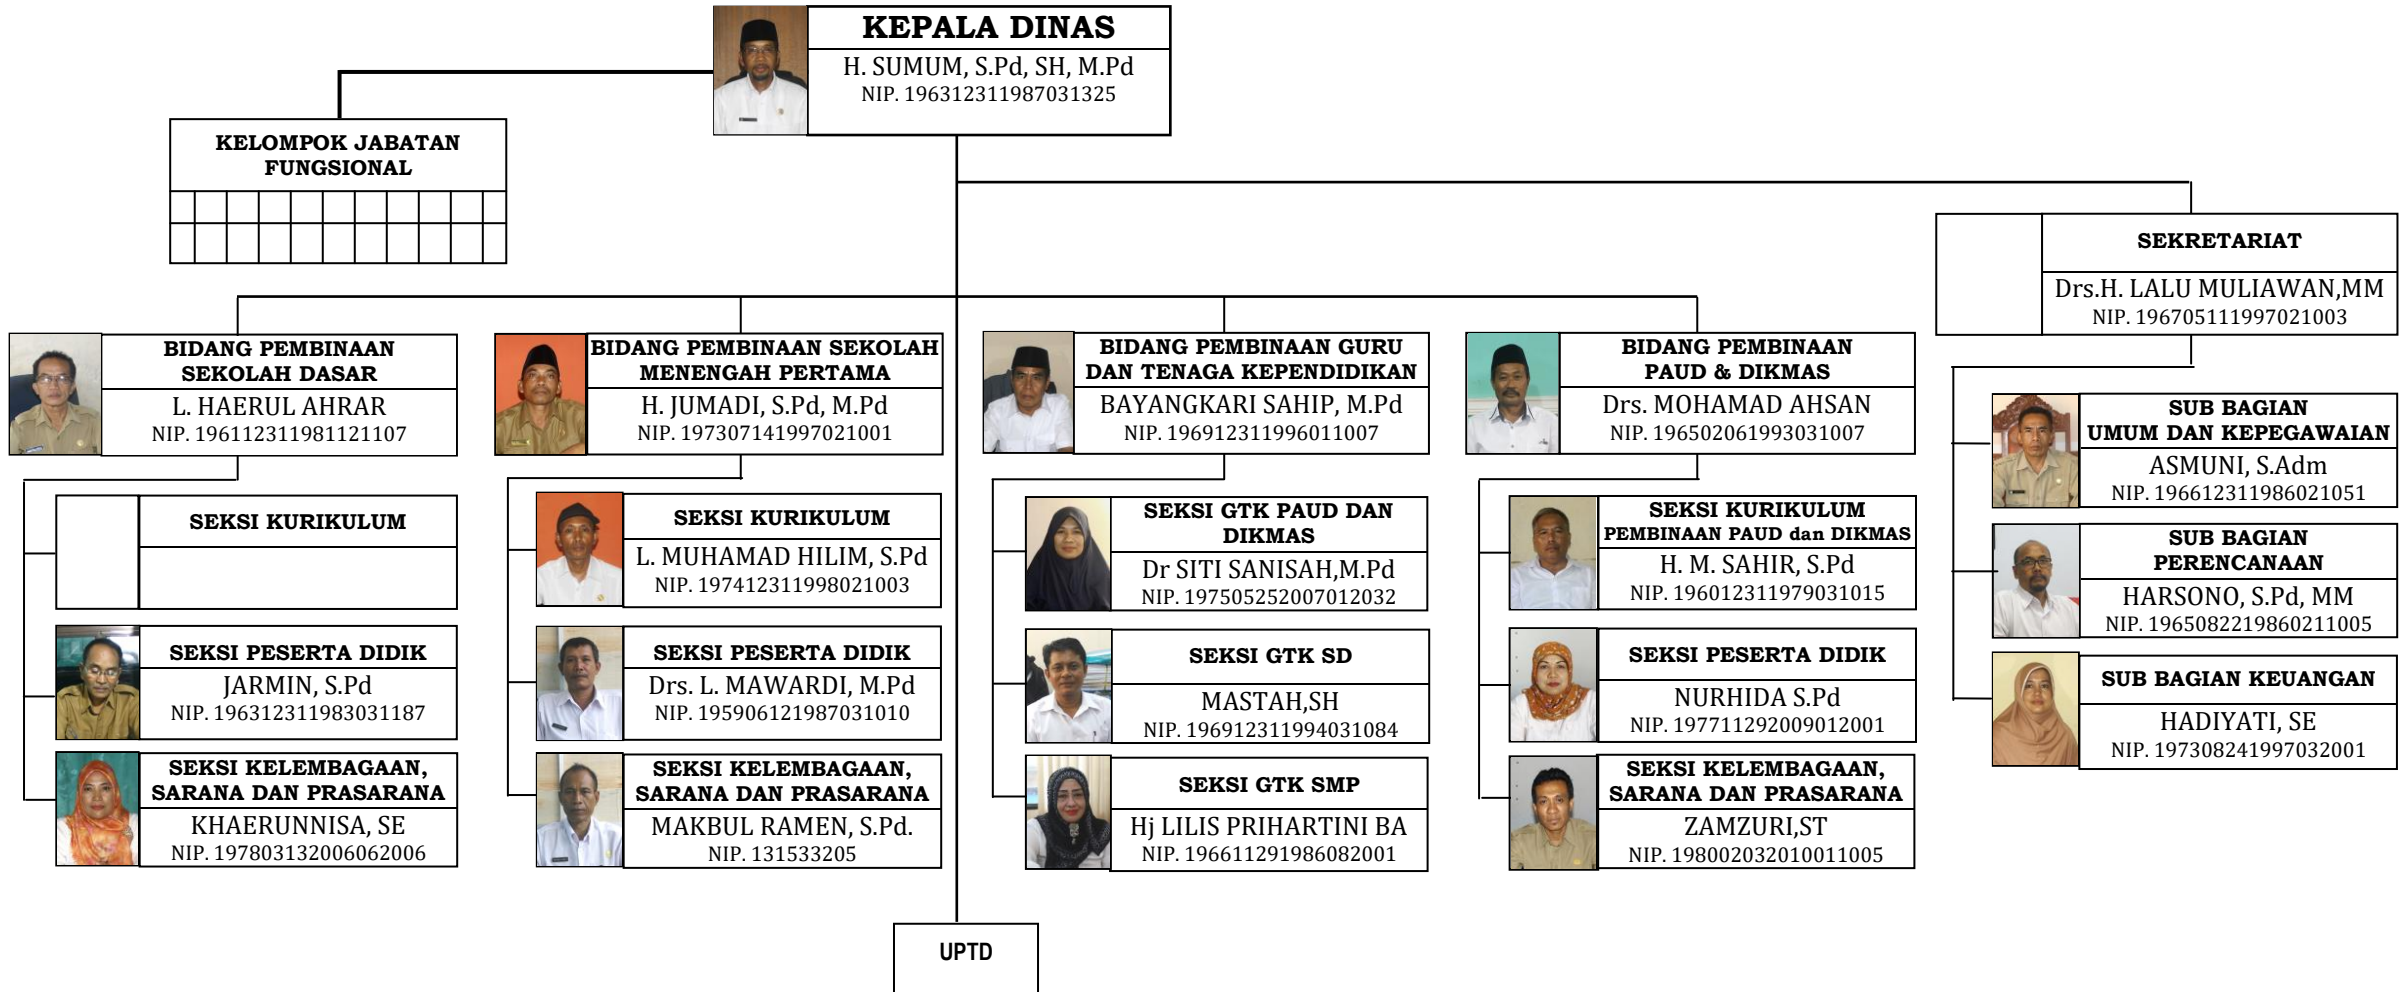 KEPALA DINAS
H. SUMUM, S.Pd, SH, M.Pd
NIP. 196312311987031325
KELOMPOK JABATAN
FUNGSIONAL
SEKRETARIAT
Drs.H. LALU MULIAWAN,MM
NIP. 196705111997021003
BIDANG PEMBINAAN
SEKOLAH DASAR
L. HAERUL AHRAR
NIP. 196112311981121107
SEKSI KURIKULUM
SEKSI PESERTA DIDIK
JARMIN, S.Pd
NIP. 196312311983031187
SEKSI KELEMBAGAAN,
SARANA DAN PRASARANA
KHAERUNNISA, SE
NIP. 197803132006062006
BIDANG PEMBINAAN SEKOLAH
MENENGAH PERTAMA
H. JUMADI, S.Pd, M.Pd
NIP. 197307141997021001
SEKSI KURIKULUM
L. MUHAMAD HILIM, S.Pd
NIP. 197412311998021003
SEKSI PESERTA DIDIK
Drs. L. MAWARDI, M.Pd
NIP. 195906121987031010
SEKSI KELEMBAGAAN,
SARANA DAN PRASARANA
MAKBUL RAMEN, S.Pd.
NIP. 131533205
BIDANG PEMBINAAN GURU
DAN TENAGA KEPENDIDIKAN
BAYANGKARI SAHIP, M.Pd
NIP. 196912311996011007
SEKSI GTK PAUD DAN
DIKMAS
Dr SITI SANISAH,M.Pd
NIP. 197505252007012032
SEKSI GTK SD
MASTAH,SH
NIP. 196912311994031084
SEKSI GTK SMP
Hj LILIS PRIHARTINI BA
NIP. 196611291986082001
BIDANG PEMBINAAN
PAUD & DIKMAS
Drs. MOHAMAD AHSAN
NIP. 196502061993031007
SEKSI KURIKULUM
PEMBINAAN PAUD dan DIKMAS
H. M. SAHIR, S.Pd
NIP. 196012311979031015
SEKSI PESERTA DIDIK
NURHIDA S.Pd
NIP. 197711292009012001
SEKSI KELEMBAGAAN,
SARANA DAN PRASARANA
ZAMZURI,ST
NIP. 198002032010011005
SUB BAGIAN
UMUM DAN KEPEGAWAIAN
ASMUNI, S.Adm
NIP. 196612311986021051
SUB BAGIAN
PERENCANAAN
HARSONO, S.Pd, MM
NIP. 1965082219860211005
SUB BAGIAN KEUANGAN
HADIYATI, SE
NIP. 197308241997032001
UPTD